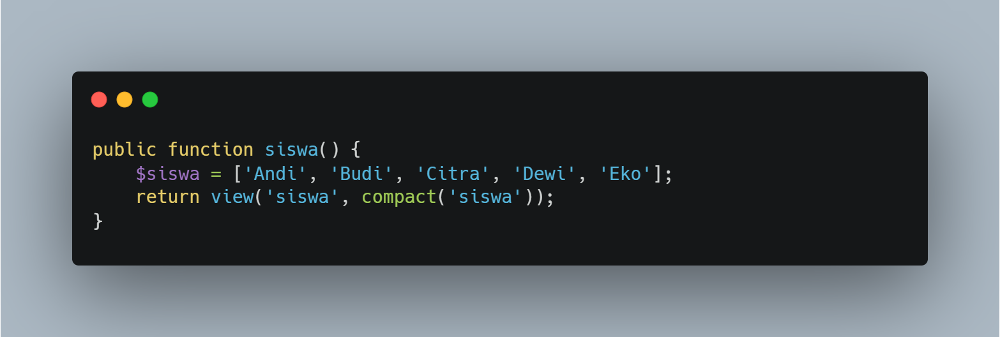 public function siswa() {
    $siswa = ['Andi', 'Budi', 'Citra', 'Dewi', 'Eko'];
    return view('siswa', compact('siswa'));
}